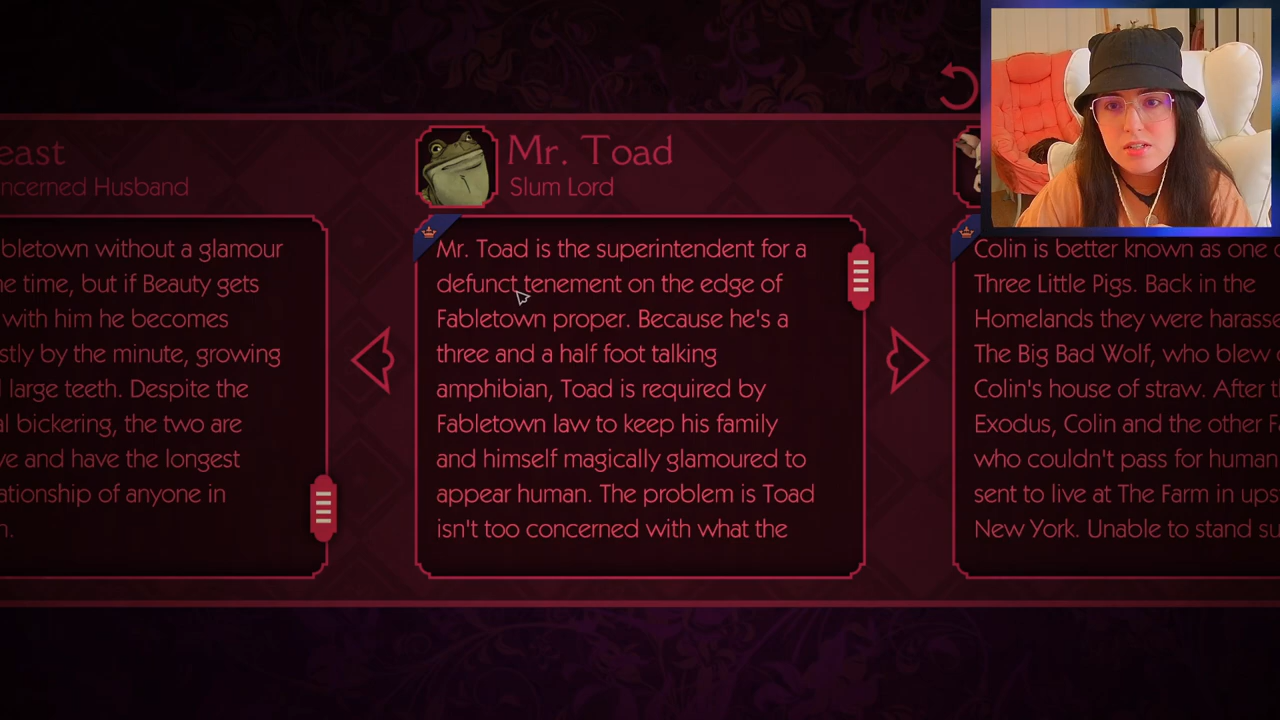 east
ncerned Husband
bletown without a glamour
ne time, but if Beauty gets
with him he becomes
stly by the minute, growing
large teeth. Despite the
al bickering, the two are
ve and have the longest
ationship of anyone in
n.
Mr. Toad
Slum Lord
Mr. Toad is the superintendent for a
defunct tenement on the edge of
Fabletown proper. Because he's a
three and a half foot talking
amphibian, Toad is required by
Fabletown law to keep his family
and himself magically glamoured to
appear human. The problem is Toad
isn't too concerned with what the
Colin is better known as one o
Three Little Pigs. Back in the
Homelands they were harasse
The Big Bad Wolf, who blew
Colin's house of straw. After t
Exodus, Colin and the other F
who couldn't pass for human
sent to live at The Farm in ups
New York. Unable to stand su